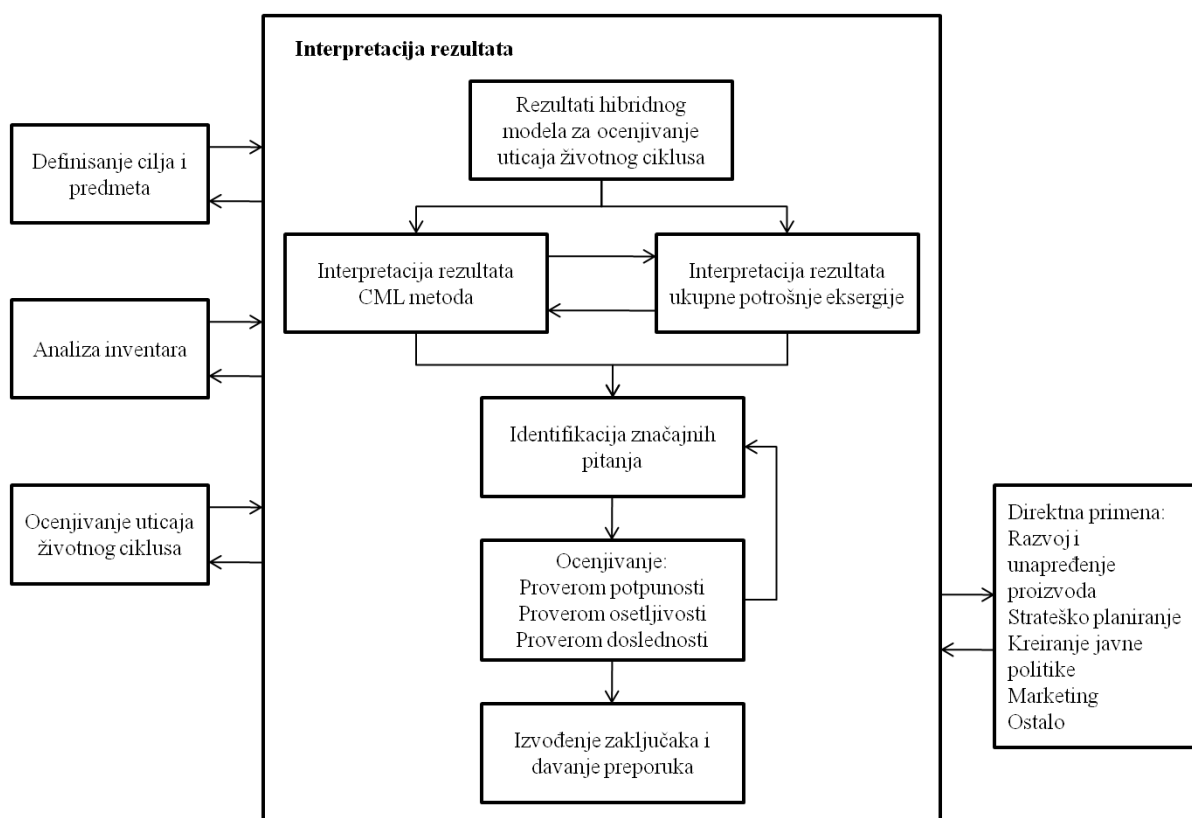 Interpretacija rezultata
Rezultati hibridnog
modela za ocenjivanje
uticaja životnog ciklusa
Definisanje cilja i
predmeta
Interpretacija rezultata
CML metoda
Interpretacija rezultata
ukupne potrošnje eksergije
Analiza inventara
Identifikacija značajnih
pitanja
Ocenjivanje uticaja
životnog ciklusa
Ocenjivanje:
Proverom potpunosti
Proverom osetljivosti
Proverom doslednosti
Izvođenje zaključaka i
davanje preporuka
Direktna primena:
Razvoj i
unapređenje
proizvoda
Strateško planiranje
Kreiranje javne
politike
Marketing
Ostalo